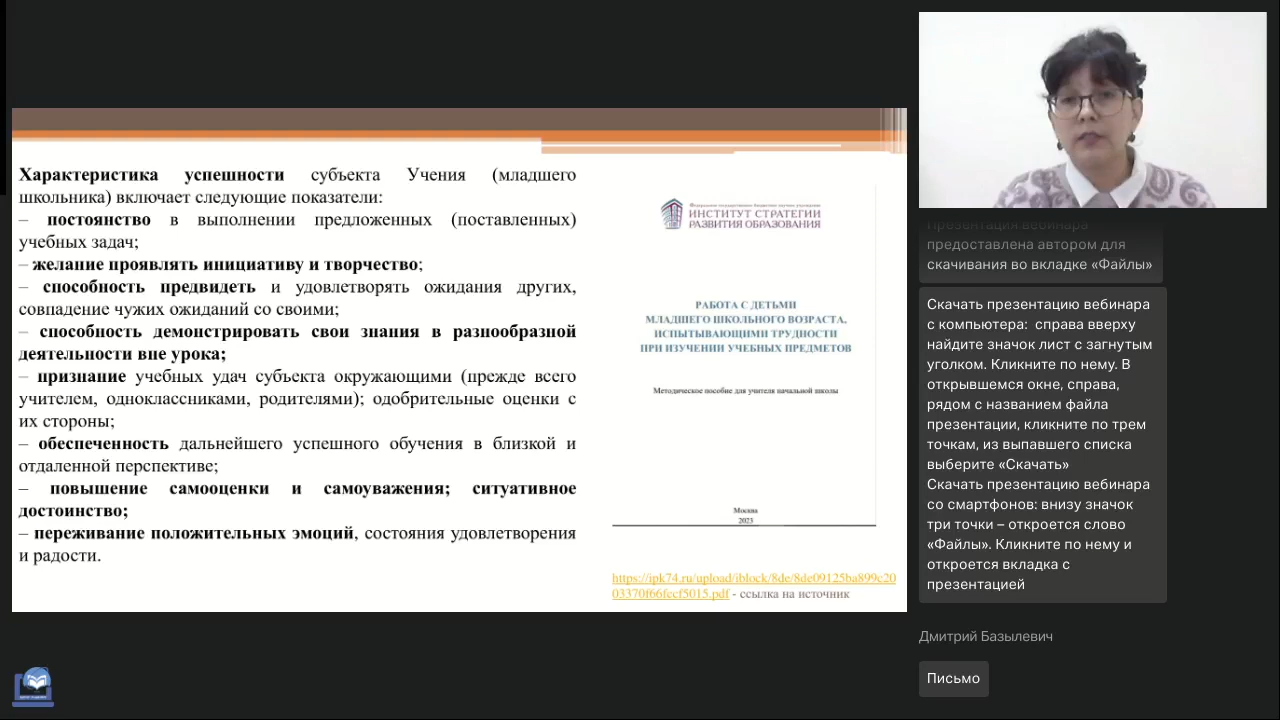 Характеристика успешности субъекта Учения (младшего
школьника) включает следующие показатели:
– постоянство в выполнении предложенных (поставленных)
учебных задач;
– желание проявлять инициативу и творчество;
– способность предвидеть и удовлетворять ожидания других,
совпадение чужих ожиданий со своими;
– способность демонстрировать свои знания в разнообразной
деятельности вне урока;
– признание учебных удач субъекта окружающими (прежде всего
учителем, одноклассниками, родителями); одобрительные оценки с
их стороны;
– обеспеченность дальнейшего успешного обучения в близкой и
отдаленной перспективе;
– повышение самооценки и самоуважения; ситуативное
достоинство;
– переживание положительных эмоций, состояния удовлетворения
и радости.
ИНСТИТУТ СТРАТЕГИИ
РАЗВИТИЯ ОБРАЗОВАНИЯ
РАБОТА С ДЕТЬМИ
МЛАДШЕГО ШКОЛЬНОГО ВОЗРАСТА,
ИСПЫТЫВАЮЩИМИ ТРУДНОСТИ
ПРИ ИЗУЧЕНИИ УЧЕБНЫХ ПРЕДМЕТОВ
Методическое пособие для учителя начальной школы
Москва
2023
https://ipk74.ru/upload/iblock/8de/8de09125ba899c20
03370f66fecf5015.pdf - ссылка на источник
Презентация вебинара
предоставлена автором для
скачивания во вкладке «Файлы»
Скачать презентацию вебинара
с компьютера: справа вверху
найдите значок лист с загнутым
уголком. Кликните по нему. В
открывшемся окне, справа,
рядом с названием файла
презентации, кликните по трем
точкам, из выпавшего списка
выберите «Скачать»
Скачать презентацию вебинара
со смартфонов: внизу значок
три точки – откроется слово
«Файлы». Кликните по нему и
откроется вкладка с
презентацией
Дмитрий Базылевич
Письмо